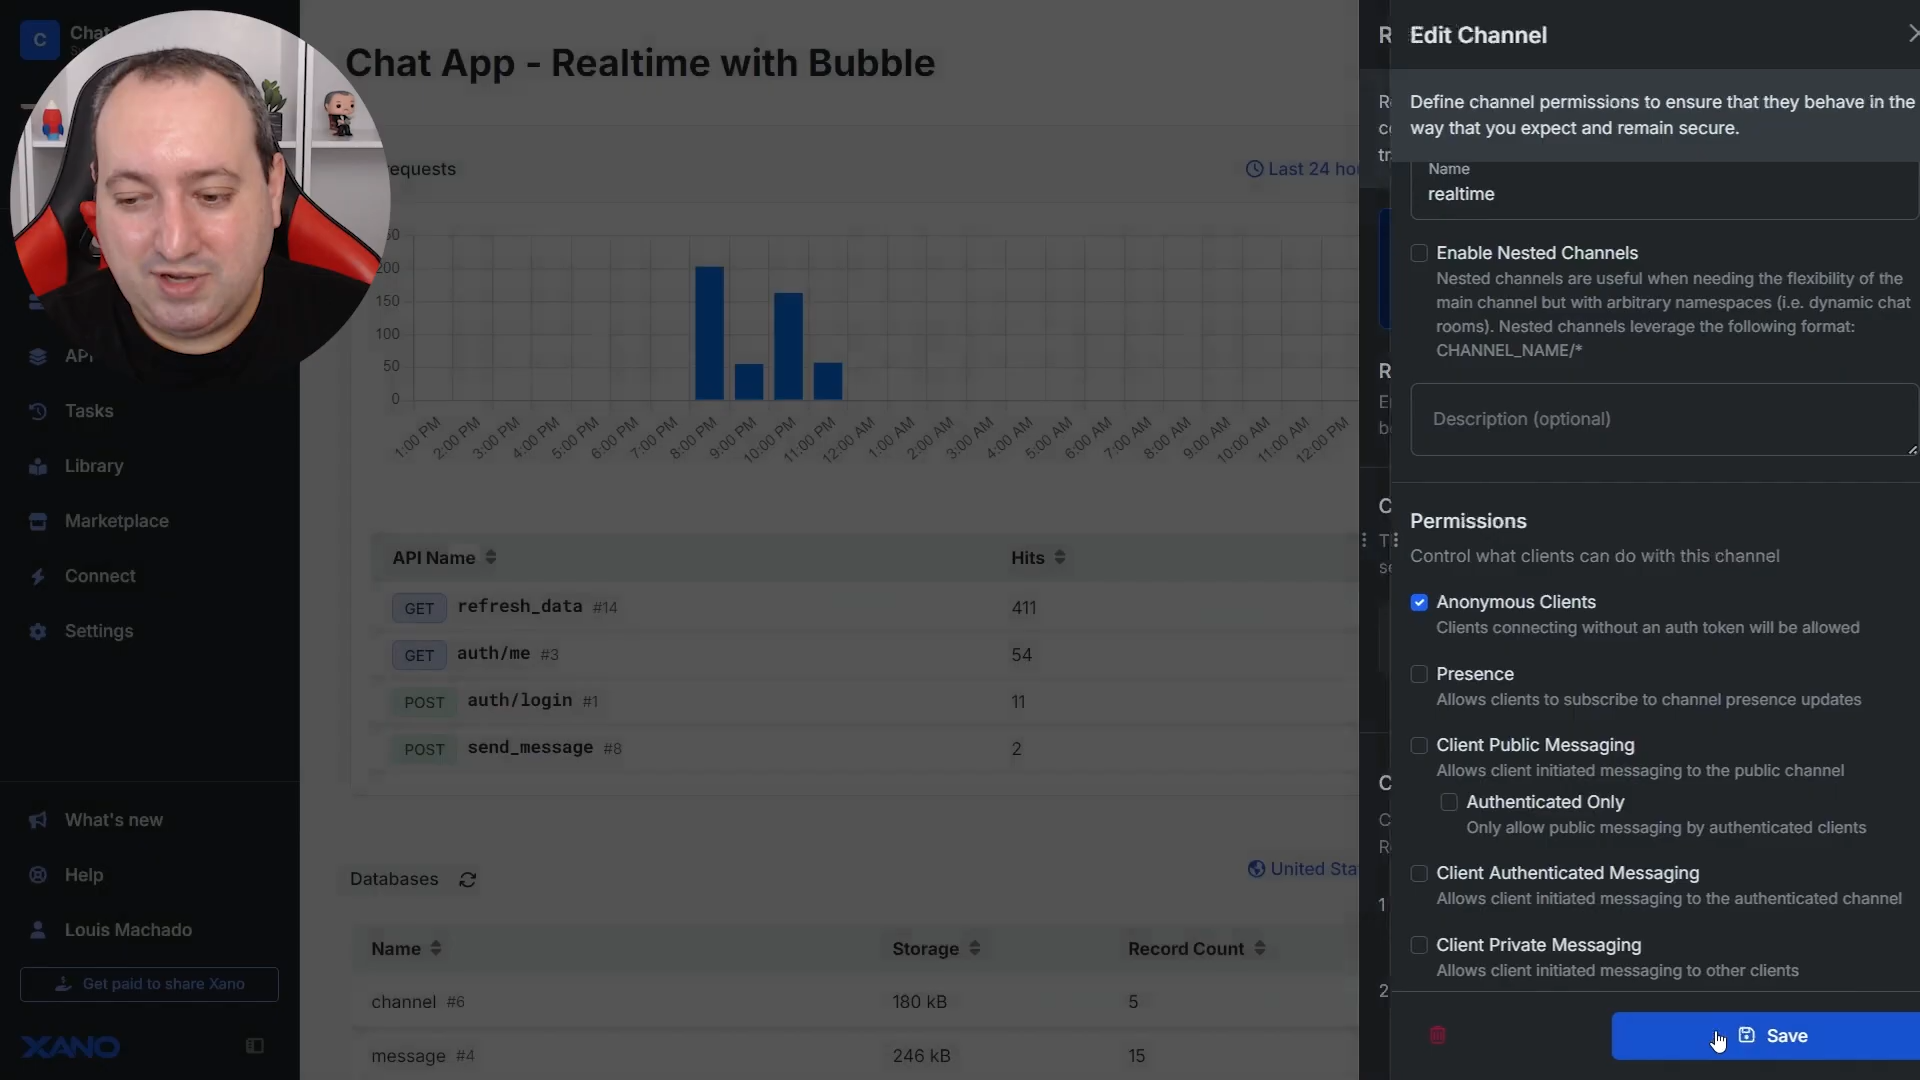 C
Chat
Chat App - Realtime with Bubble
requests
Last 24 ho
200
150
100
50
0
1:00 PM
2:00 PM
3:00 PM
4:00 PM
5:00 PM
6:00 PM
7:00 PM
8:00 PM
9:00 PM
10:00 PM
11:00 PM
12:00 AM
1:00 AM
2:00 AM
3:00 AM
4:00 AM
5:00 AM
6:00 AM
7:00 AM
8:00 AM
9:00 AM
10:00 AM
11:00 AM
12:00 PM
API Name
Hits
GET refresh_data #14 411
GET auth/me #3 54
POST auth/login #1 11
POST send_message #8 2
Databases
United Sta
Name Storage Record Count
channel #6 180 kB 5
message #4 246 kB 15
API
Tasks
Library
Marketplace
Connect
Settings
What's new
Help
Louis Machado
Get paid to share Xano
XANO
Edit Channel
Define channel permissions to ensure that they behave in the
way that you expect and remain secure.
Name
realtime
Enable Nested Channels
Nested channels are useful when needing the flexibility of the
main channel but with arbitrary namespaces (i.e. dynamic chat
rooms). Nested channels leverage the following format:
CHANNEL_NAME/*
Description (optional)
Permissions
Control what clients can do with this channel
Anonymous Clients
Clients connecting without an auth token will be allowed
Presence
Allows clients to subscribe to channel presence updates
Client Public Messaging
Allows client initiated messaging to the public channel
Authenticated Only
Only allow public messaging by authenticated clients
Client Authenticated Messaging
Allows client initiated messaging to the authenticated channel
Client Private Messaging
Allows client initiated messaging to other clients
Save